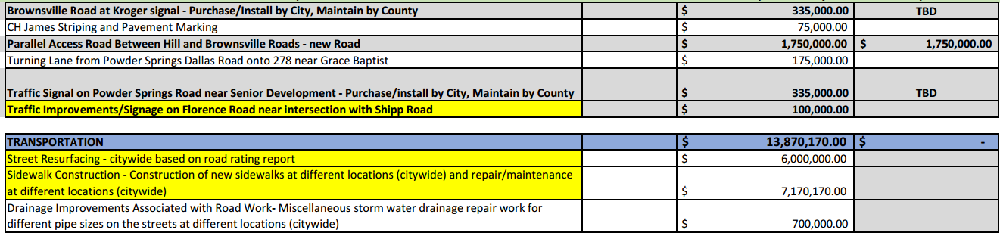 Brownsville Road at Kroger signal - Purchase/Install by City, Maintain by County $ 335,000.00 TBD
CH James Striping and Pavement Marking $ 75,000.00
Parallel Access Road Between Hill and Brownsville Roads - new Road $ 1,750,000.00 $ 1,750,000.00
Turning Lane from Powder Springs Dallas Road onto 278 near Grace Baptist $ 175,000.00
Traffic Signal on Powder Springs Road near Senior Development - Purchase/install by City, Maintain by County $ 335,000.00 TBD
Traffic Improvements/Signage on Florence Road near intersection with Shipp Road $ 100,000.00
TRANSPORTATION $ 13,870,170.00 $ -
Street Resurfacing - citywide based on road rating report $ 6,000,000.00
Sidewalk Construction - Construction of new sidewalks at different locations (citywide) and repair/maintenance
at different locations (citywide) $ 7,170,170.00
Drainage Improvements Associated with Road Work- Miscellaneous storm water drainage repair work for
different pipe sizes on the streets at different locations (citywide) $ 700,000.00